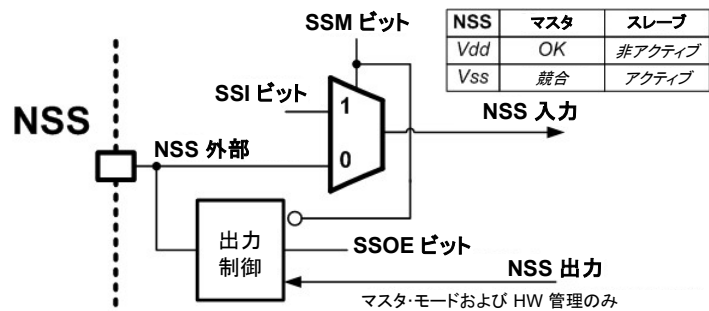 SSM ビット
NSS マスタ スレーブ
Vdd OK 非アクティブ
Vss 競合 アクティブ
SSI ビット
1
NSS 入力
NSS
NSS 外部
0
出力
制御
SSOE ビット
NSS 出力
マスタ・モードおよび HW 管理のみ